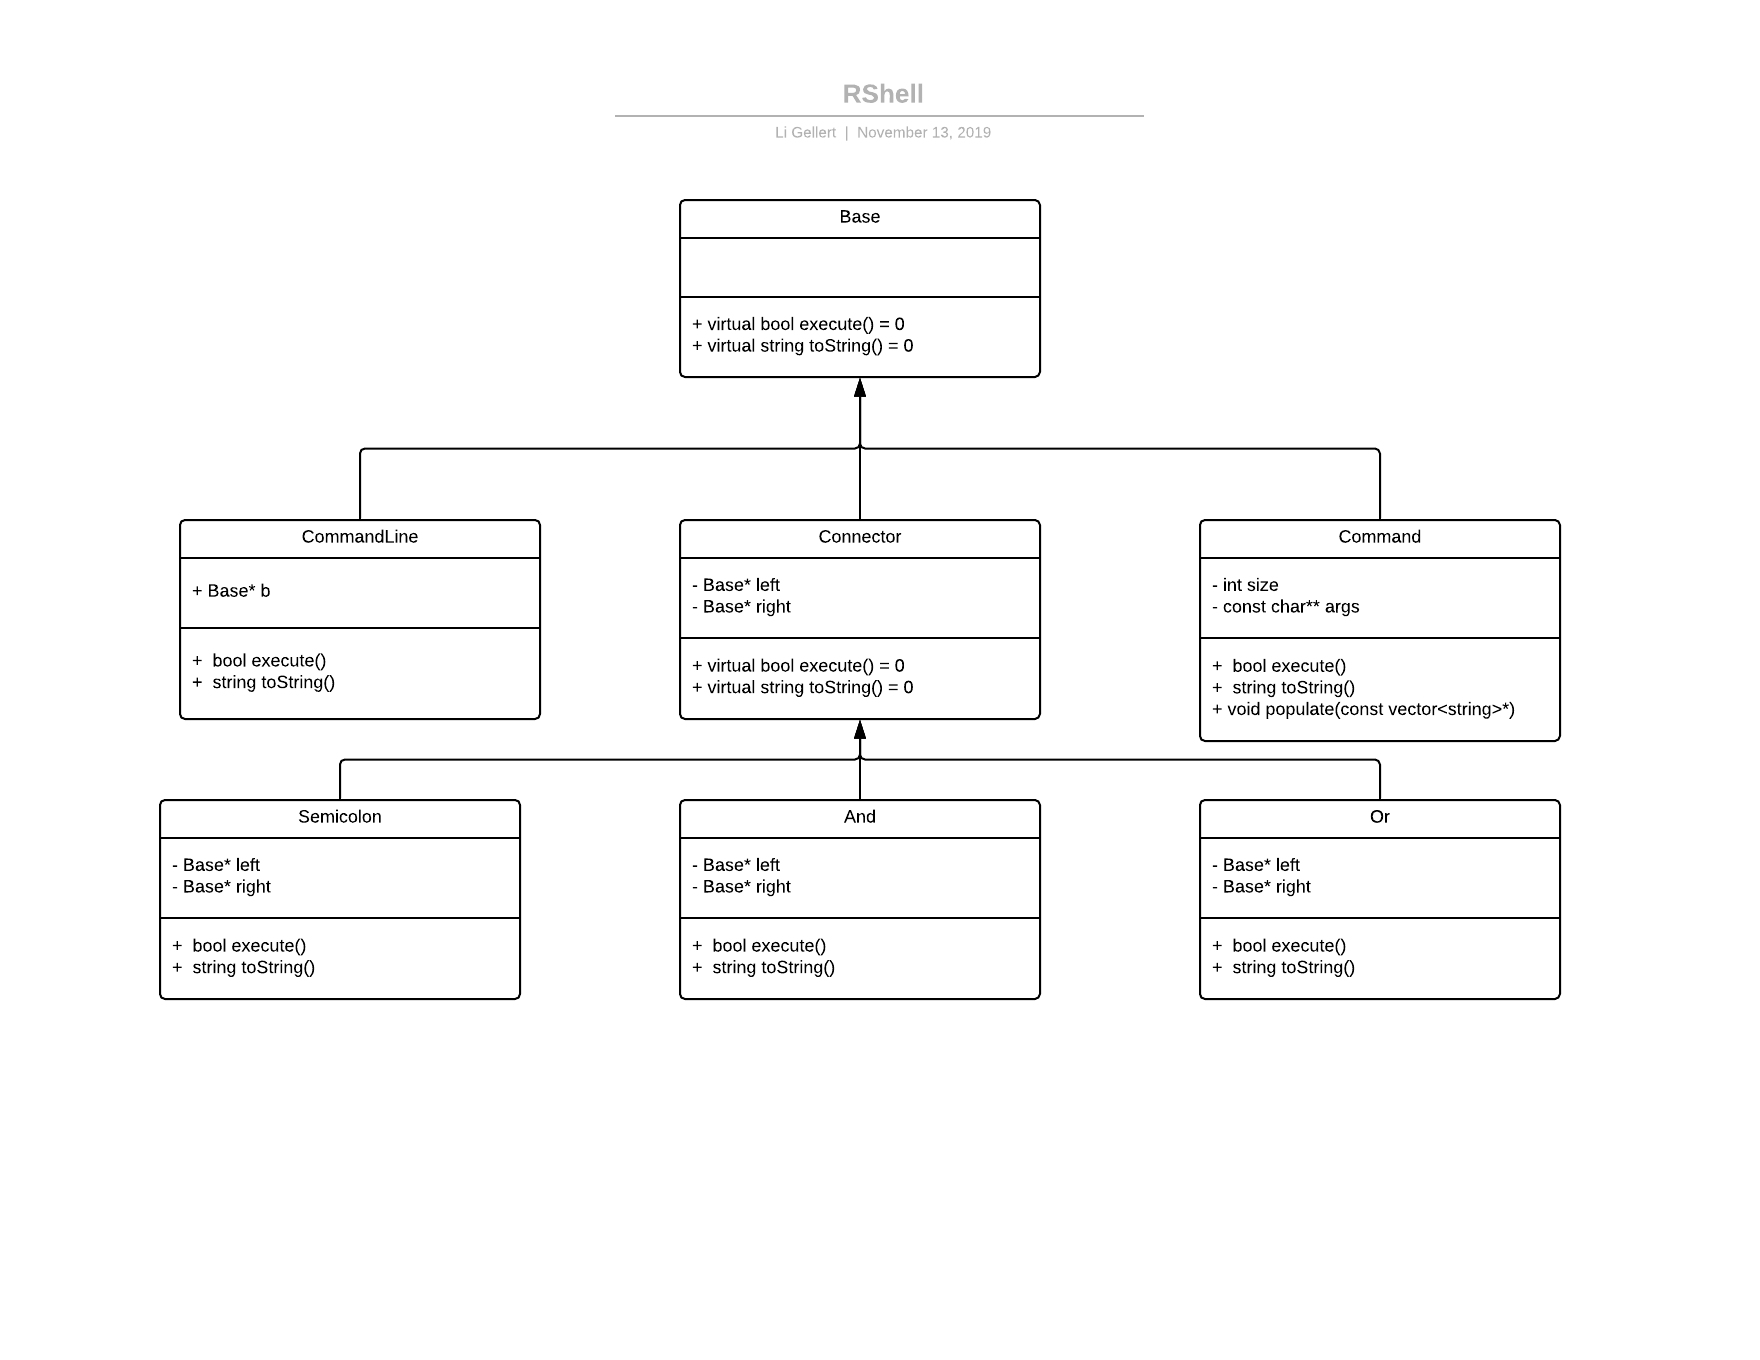 RShell
Li Gellert | November 13, 2019
Base
+ virtual bool execute() = 0
+ virtual string toString() = 0
CommandLine
+ Base* b
+ bool execute()
+ string toString()
Connector
- Base* left
- Base* right
+ virtual bool execute() = 0
+ virtual string toString() = 0
Command
- int size
- const char** args
+ bool execute()
+ string toString()
+ void populate(const vector<string>*)
Semicolon
- Base* left
- Base* right
+ bool execute()
+ string toString()
And
- Base* left
- Base* right
+ bool execute()
+ string toString()
Or
- Base* left
- Base* right
+ bool execute()
+ string toString()